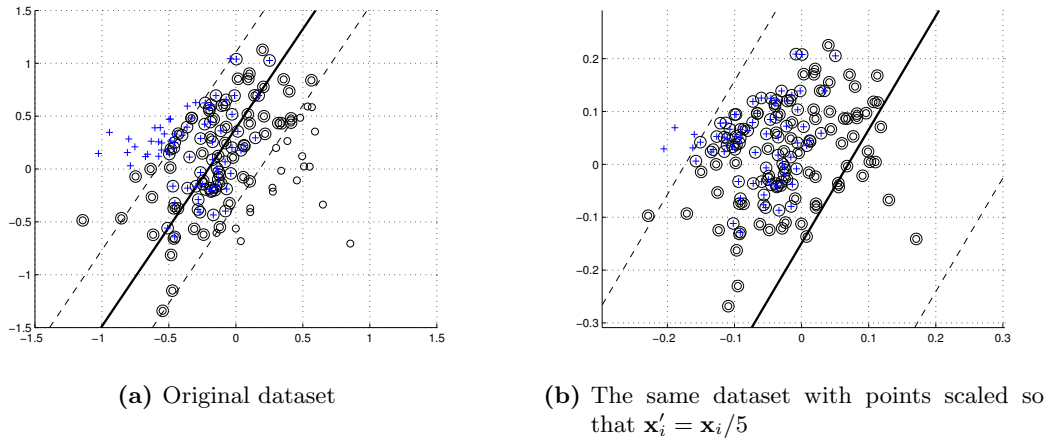 1.5
1
0.5
0
−0.5
−1
−1.5
−1.5 −1 −0.5 0 0.5 1 1.5
0.2
0.1
0
−0.1
−0.2
−0.3
−0.2 −0.1 0 0.1 0.2 0.3
(a) Original dataset
(b) The same dataset with points scaled so
that x′ᵢ = xᵢ/5